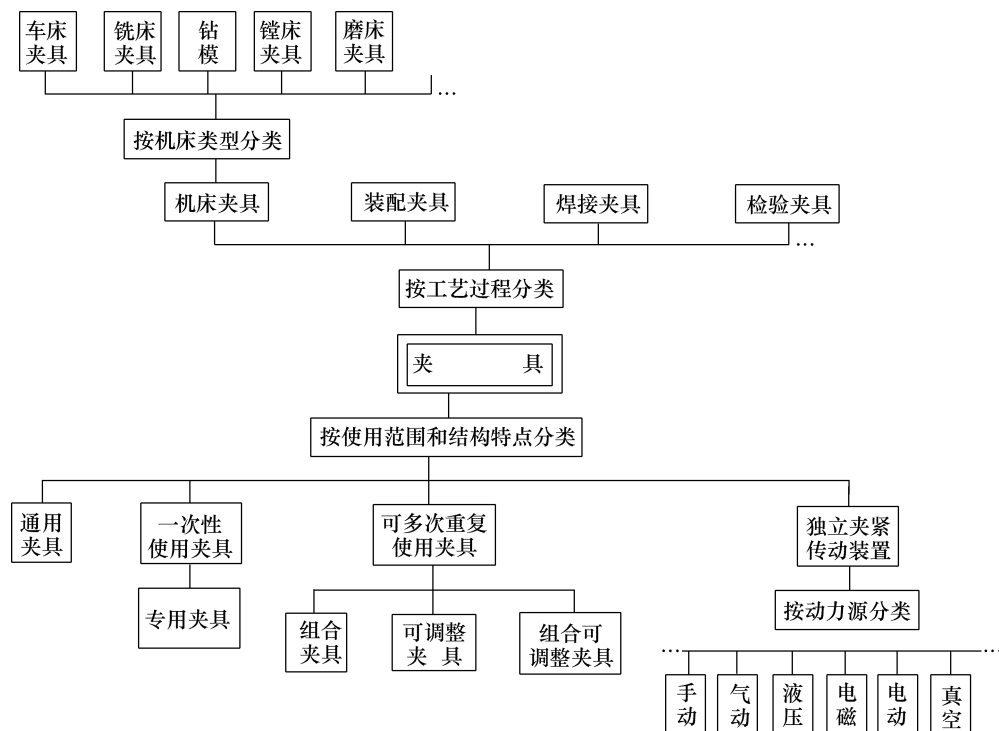 车床
夹具
铣床
夹具
钻
模
镗床
夹具
磨床
夹具
…
按机床类型分类
机床夹具
装配夹具
焊接夹具
检验夹具
…
按工艺过程分类
夹 具
按使用范围和结构特点分类
通用
夹具
一次性
使用夹具
可多次重复
使用夹具
独立夹紧
传动装置
专用夹具
按动力源分类
组合
夹具
可调整
夹 具
组合可
调整夹具
…
…
手
动
气
动
液
压
电
磁
电
动
真
空